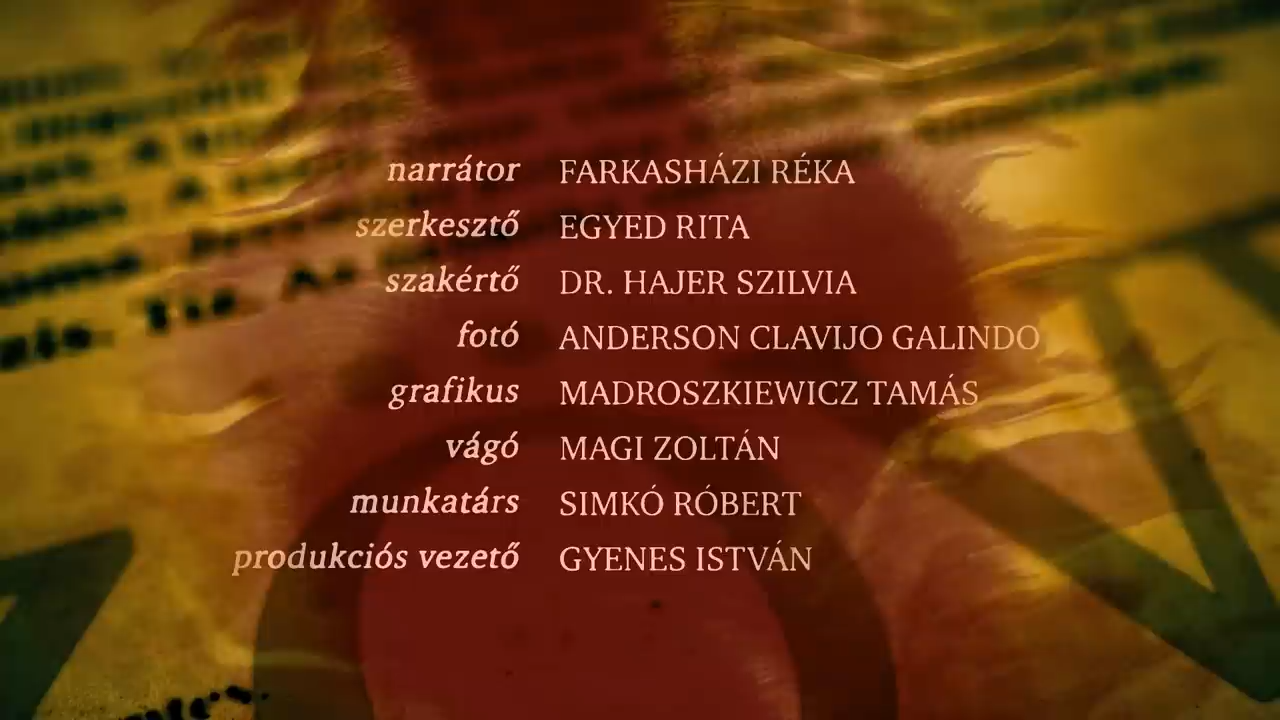 narrátor FARKASHÁZI RÉKA
szerkesztő EGYED RITA
szakértő DR. HAJER SZILVIA
fotó ANDERSON CLAVIJO GALINDO
grafikus MADROSZKIEWICZ TAMÁS
vágó MAGI ZOLTÁN
munkatárs SIMKÓ RÓBERT
produkciós vezető GYENES ISTVÁN